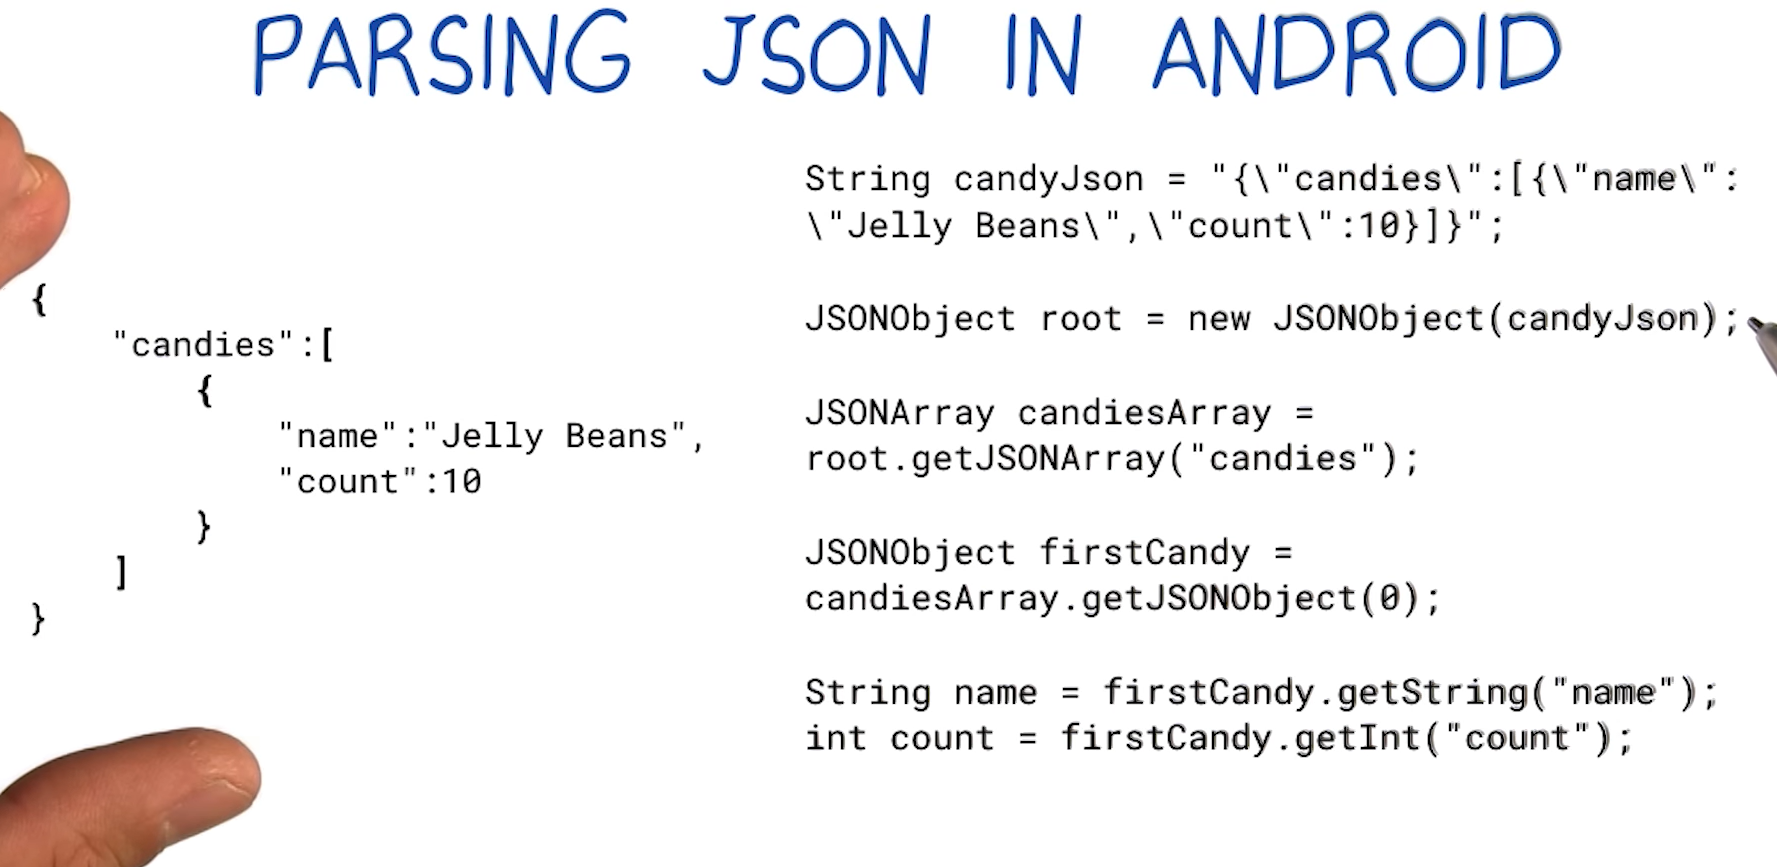 PARSING JSON IN ANDROID
{
"candies":[
{
"name":"Jelly Beans",
"count":10
}
]
}
String candyJson = "{\"candies\":[{\"name\":
\"Jelly Beans\",\"count\":10}]}";
JSONObject root = new JSONObject(candyJson);
JSONArray candiesArray =
root.getJSONArray("candies");
JSONObject firstCandy =
candiesArray.getJSONObject(0);
String name = firstCandy.getString("name");
int count = firstCandy.getInt("count");